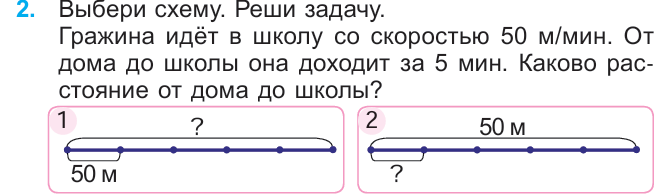 2. Выбери схему. Реши задачу.
Гражина идёт в школу со скоростью 50 м/мин. От
дома до школы она доходит за 5 мин. Каково рас-
стояние от дома до школы?
1 ?
50 м
2 50 м
?